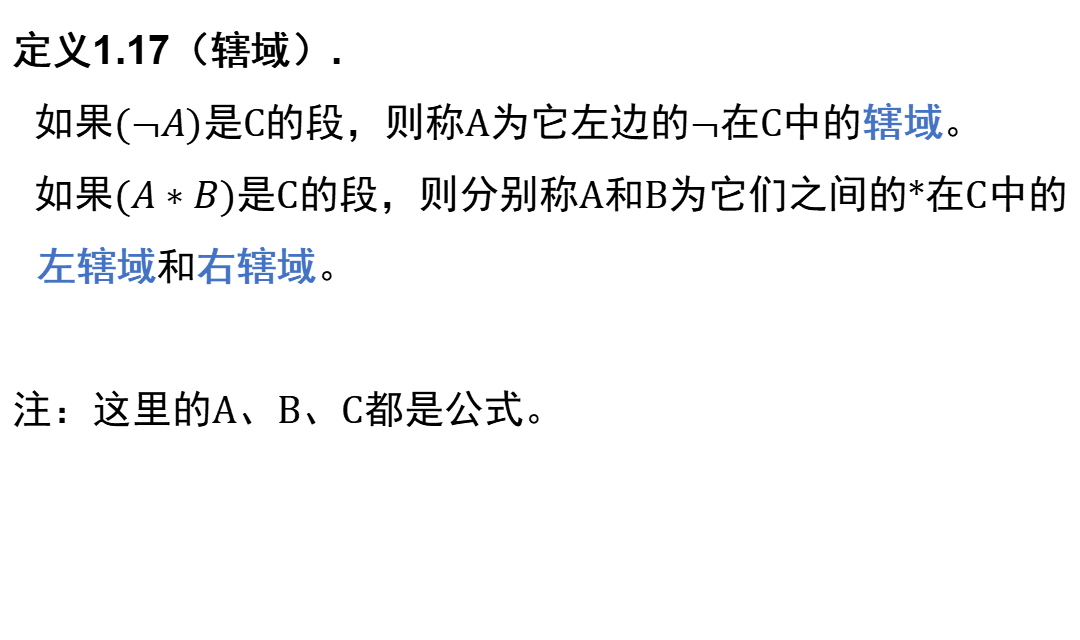 定义1.17（辖域）.
如果(¬A)是C的段，则称A为它左边的¬在C中的辖域。
如果(A ∗ B)是C的段，则分别称A和B为它们之间的*在C中的
左辖域和右辖域。
注：这里的A、B、C都是公式。